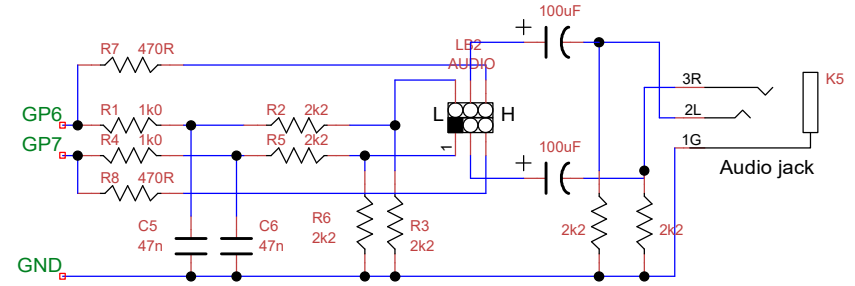 100uF
R7 470R
LB2
AUDIO
K5
3R
GP6
R1 1k0
R2 2k2
L
H
2L
GP7
R4 1k0
R5 2k2
1
100uF
1G
Audio jack
R8 470R
C5
47n
C6
47n
R6
2k2
R3
2k2
2k2
2k2
GND